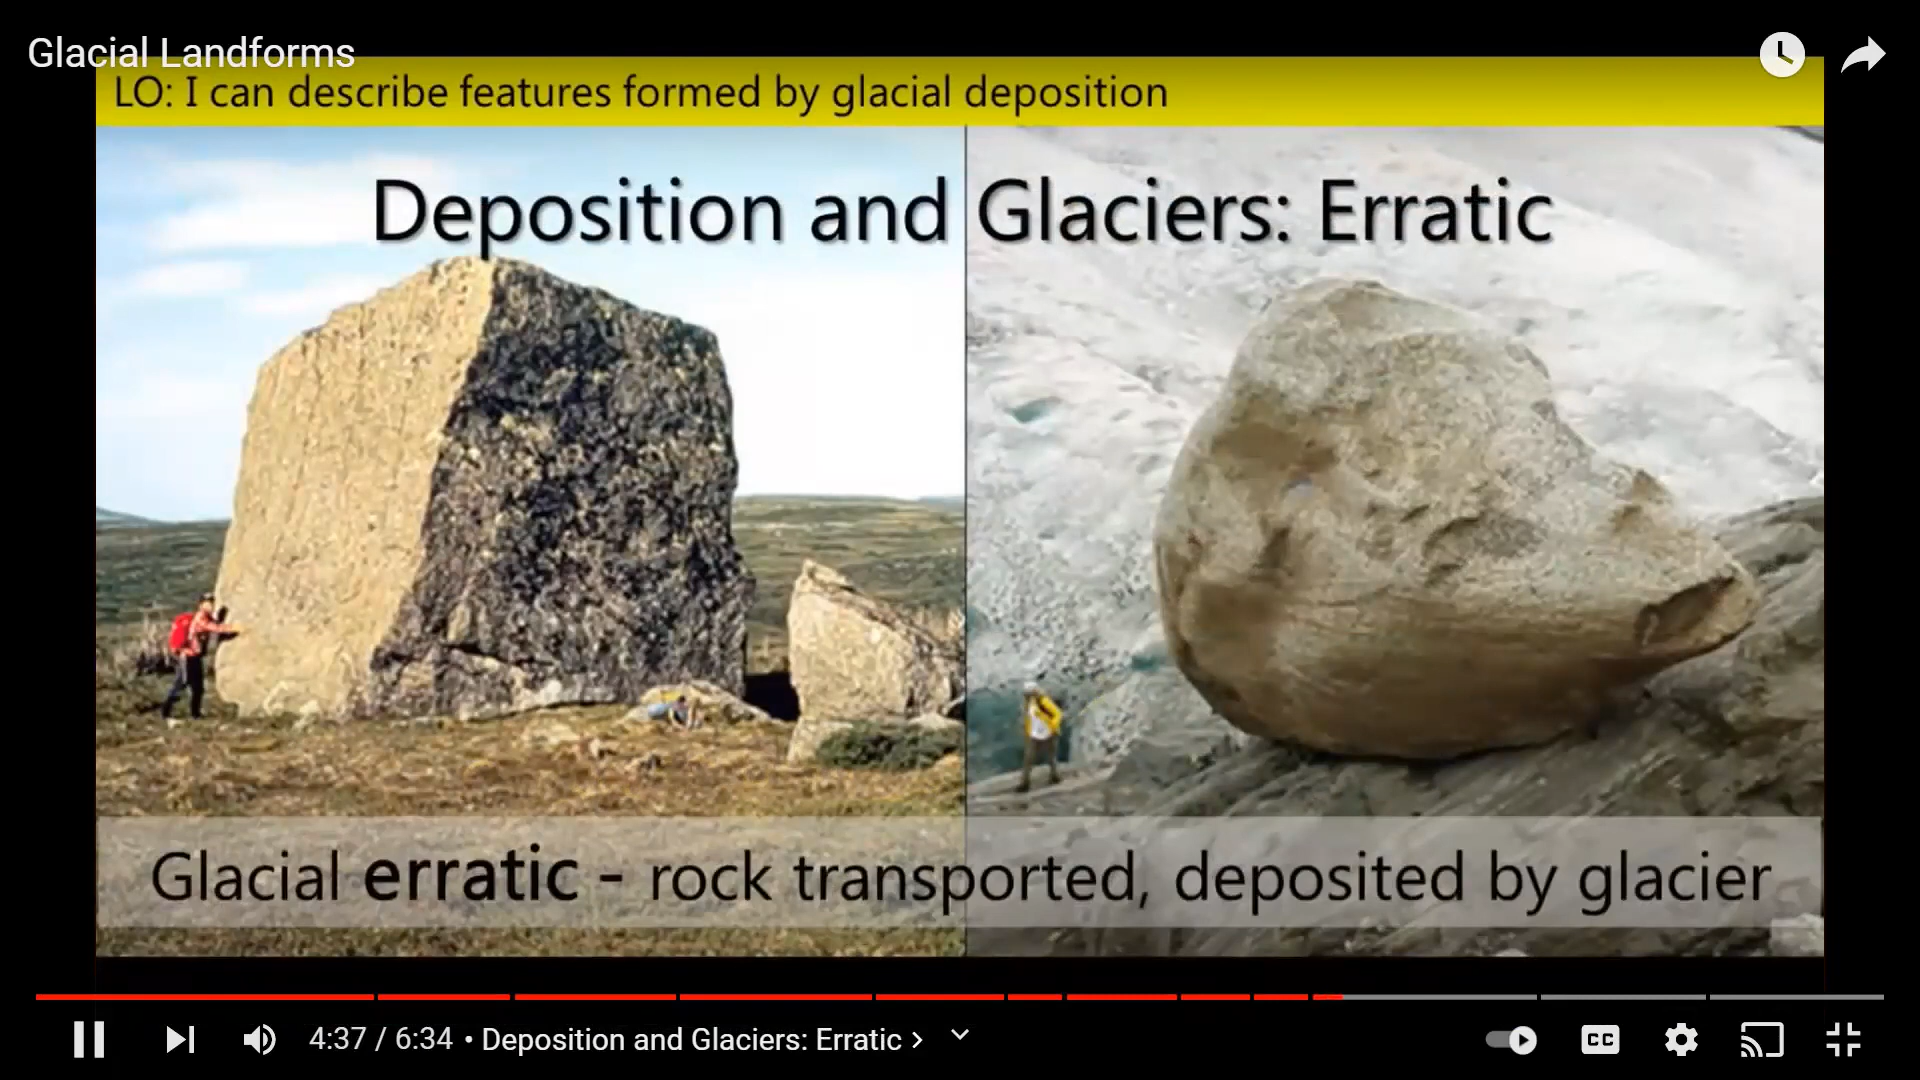 Glacial Landforms
LO: I can describe features formed by glacial deposition
Deposition and Glaciers: Erratic
Glacial erratic - rock transported, deposited by glacier
4:37 / 6:34 • Deposition and Glaciers: Erratic
CC